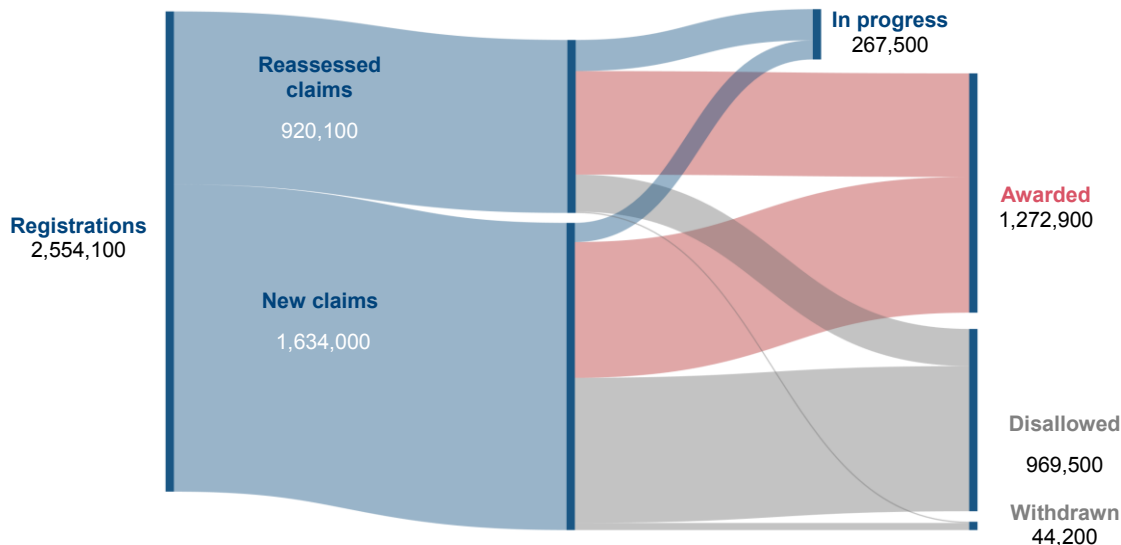 Registrations
2,554,100
Reassessed
claims
920,100
New claims
1,634,000
In progress
267,500
Awarded
1,272,900
Disallowed
969,500
Withdrawn
44,200